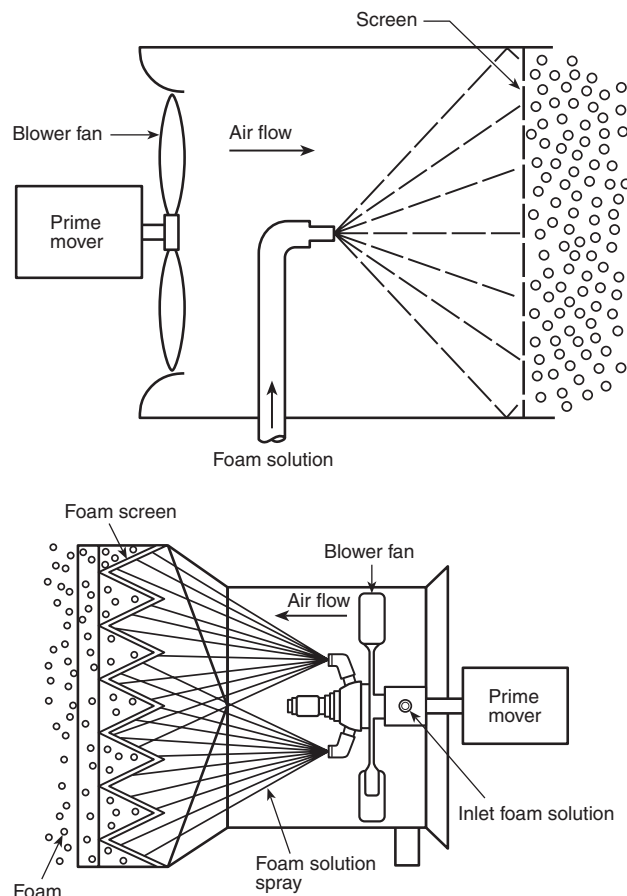 Screen
Blower fan
Air flow
Prime
mover
Foam solution
Foam screen
Blower fan
Air flow
Prime
mover
Inlet foam solution
Foam solution
spray
Foam